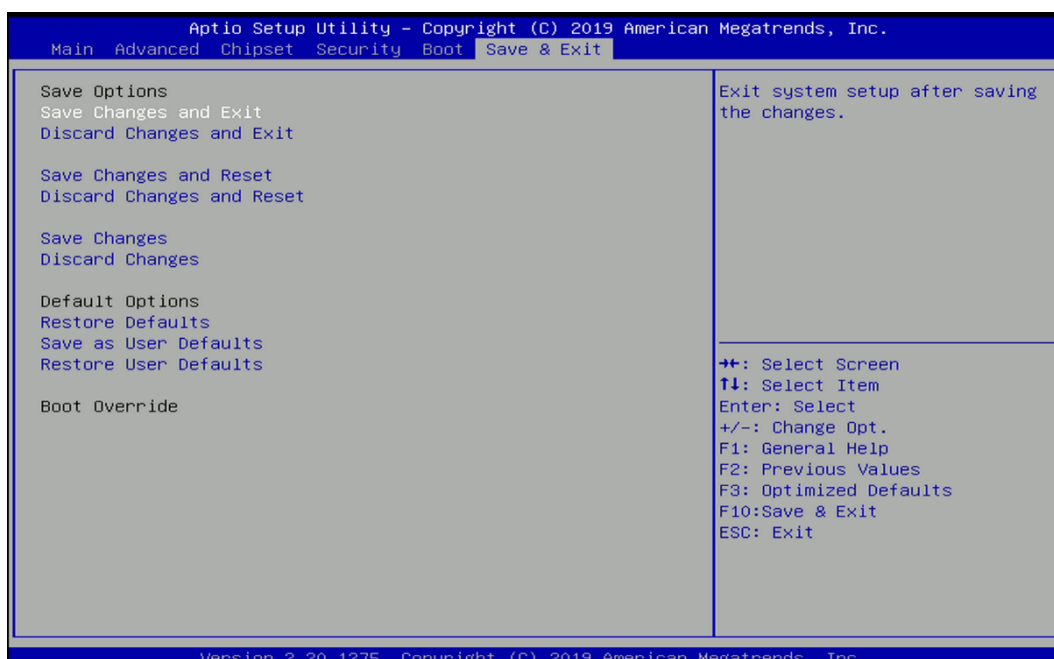 Aptio Setup Utility – Copyright (C) 2019 American Megatrends, Inc.
Main Advanced Chipset Security Boot Save & Exit
Save Options
Save Changes and Exit
Discard Changes and Exit
Save Changes and Reset
Discard Changes and Reset
Save Changes
Discard Changes
Default Options
Restore Defaults
Save as User Defaults
Restore User Defaults
Boot Override
Exit system setup after saving
the changes.
→←: Select Screen
↑↓: Select Item
Enter: Select
+/-: Change Opt.
F1: General Help
F2: Previous Values
F3: Optimized Defaults
F10:Save & Exit
ESC: Exit
Version 2.20.1275. Copyright (C) 2019 American Megatrends, Inc.